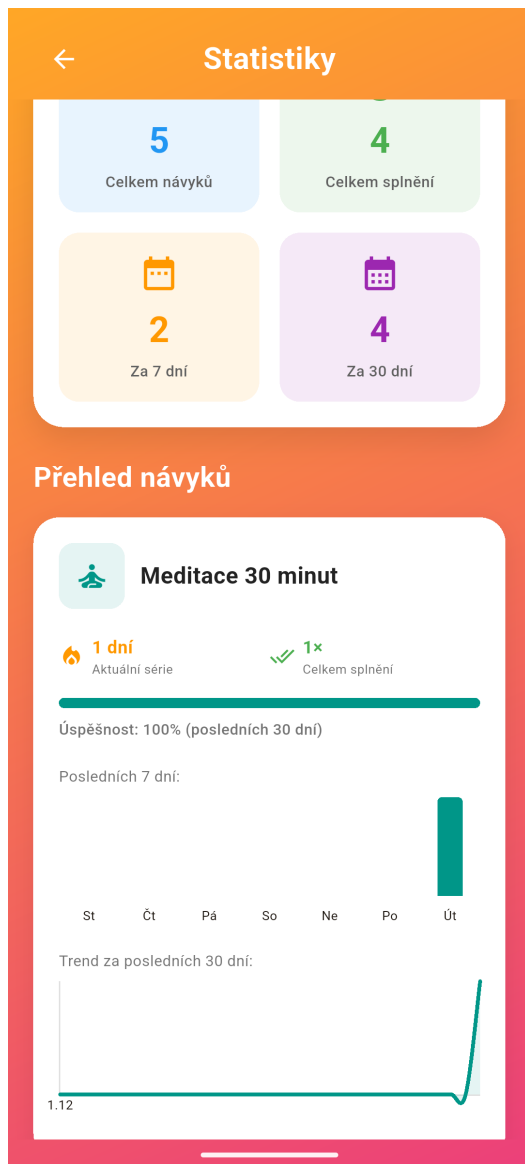 Statistiky
5
4
Celkem návyků
Celkem splnění
2
4
Za 7 dní
Za 30 dní
Přehled návyků
Meditace 30 minut
1 dní
1×
Aktuální série
Celkem splnění
Úspěšnost: 100% (posledních 30 dní)
Posledních 7 dní:
St Čt Pá So Ne Po Út
Trend za posledních 30 dní:
1.12